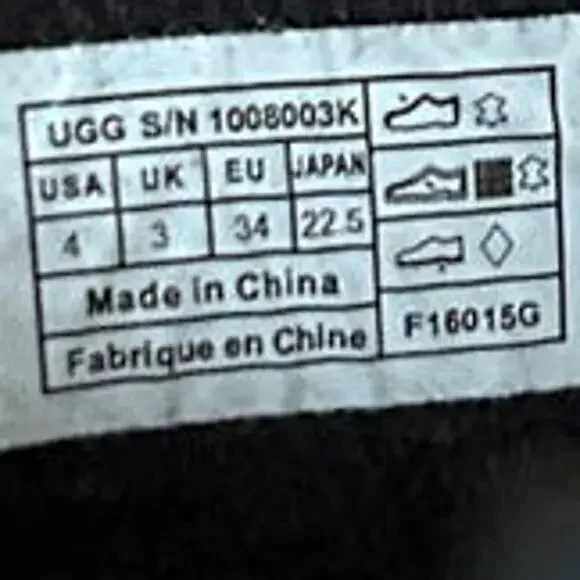 UGG S/N 1008003K
USA UK EU JAPAN
4 3 34 22.5
Made in China
Fabrique en Chine
F16015G